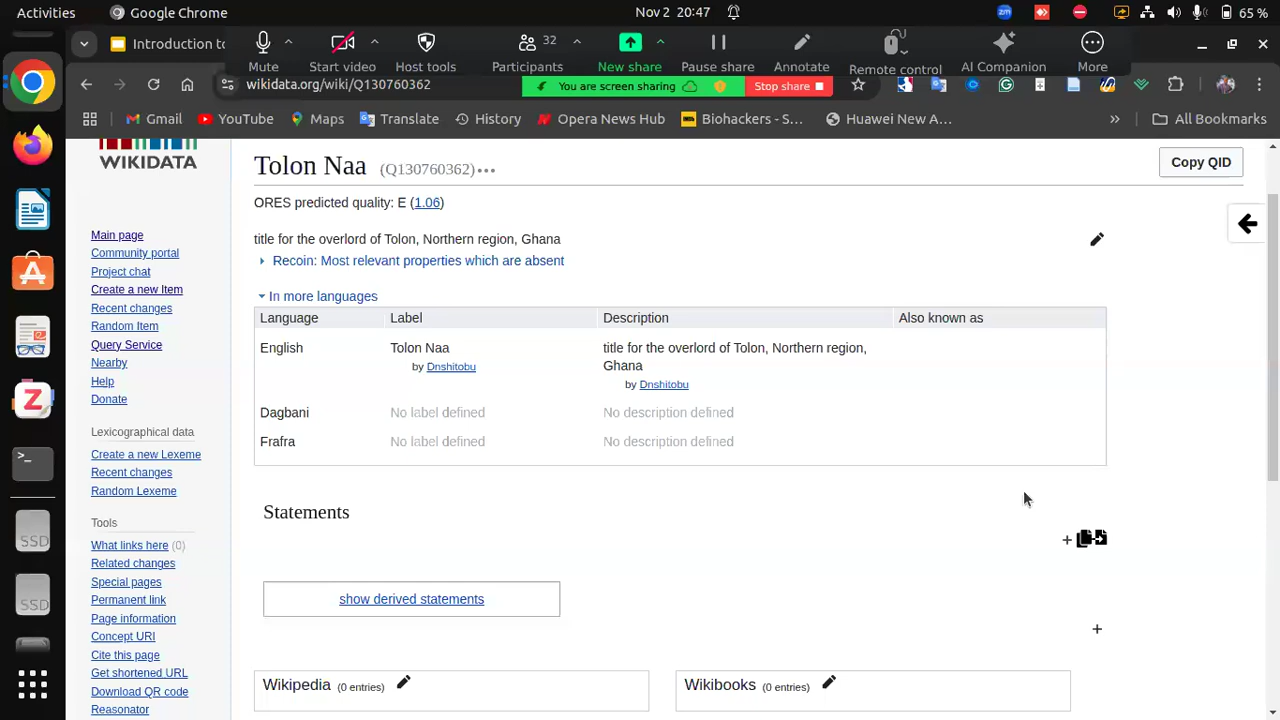 Activities
Google Chrome
Nov 2 20:47
zm
65 %
Introduction to
Mute
Start video
Host tools
32
Participants
New share
Pause share
Annotate
Remote control
AI Companion
More
wikidata.org/wiki/Q130760362
You are screen sharing
Stop share
Gmail
YouTube
Maps
Translate
History
Opera News Hub
Biohackers - S...
Huawei New A...
All Bookmarks
WIKIDATA
Main page
Community portal
Project chat
Create a new Item
Recent changes
Random Item
Query Service
Nearby
Help
Donate
Lexicographical data
Create a new Lexeme
Recent changes
Random Lexeme
Tools
What links here (0)
Related changes
Special pages
Permanent link
Page information
Concept URI
Cite this page
Get shortened URL
Download QR code
Reasonator
Tolon Naa (Q130760362)
Copy QID
ORES predicted quality: E (1.06)
title for the overlord of Tolon, Northern region, Ghana
Recoin: Most relevant properties which are absent
In more languages
Language Label Description Also known as
English Tolon Naa title for the overlord of Tolon, Northern region,
by Dnshitobu Ghana
by Dnshitobu
Dagbani No label defined No description defined
Frafra No label defined No description defined
Statements
show derived statements
Wikipedia (0 entries)
Wikibooks (0 entries)
SSD
SSD